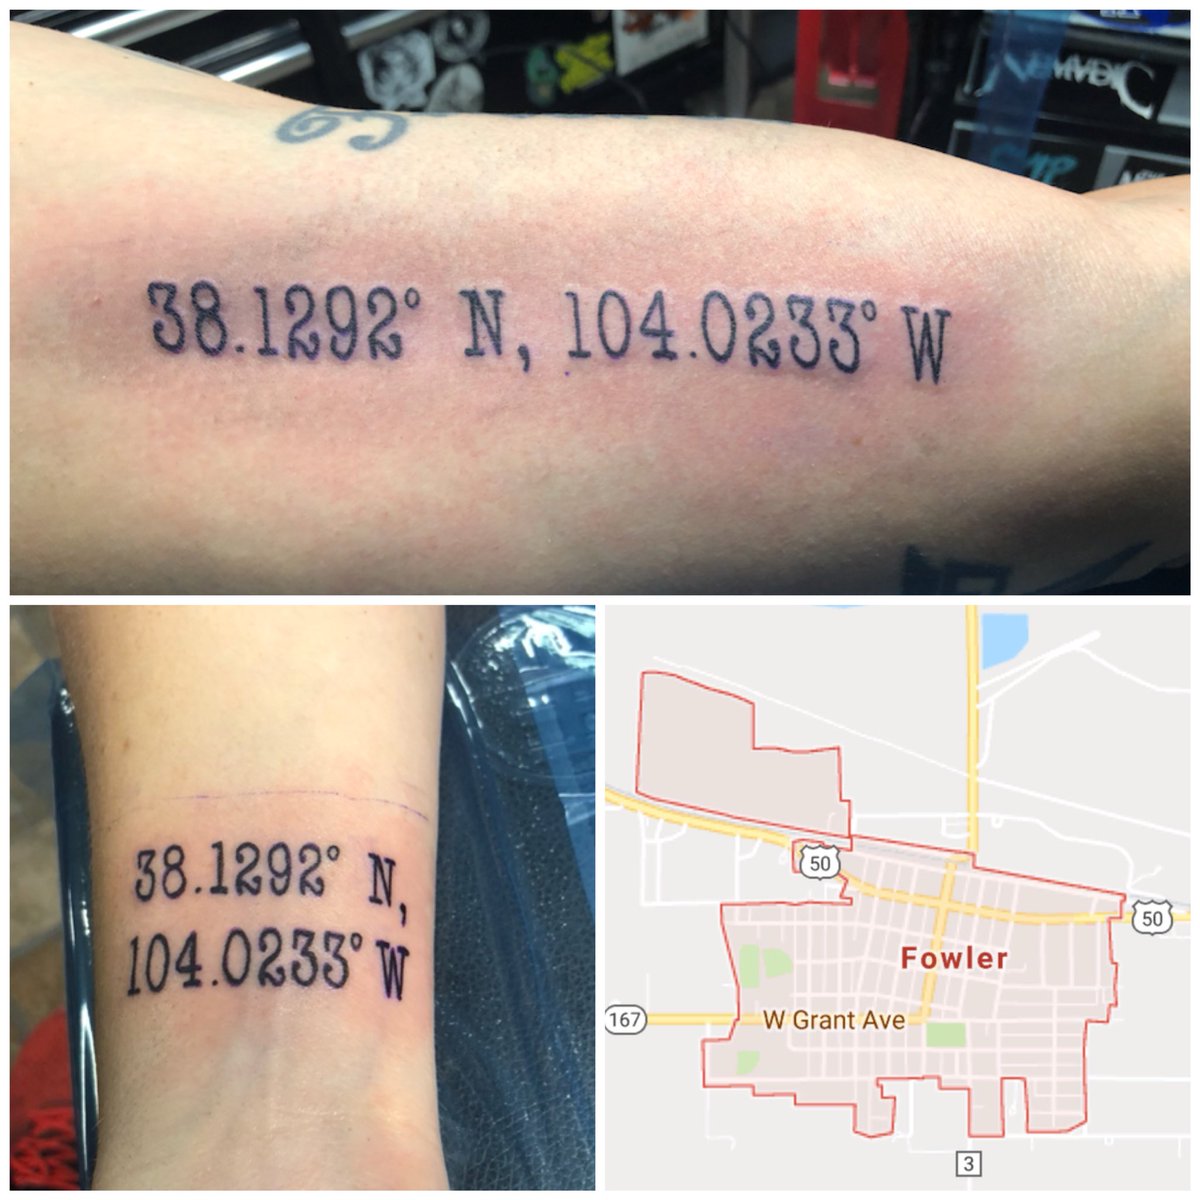 38.1292° N, 104.0233° W
38.1292° N,
104.0233° W
50
50
Fowler
167
W Grant Ave
3